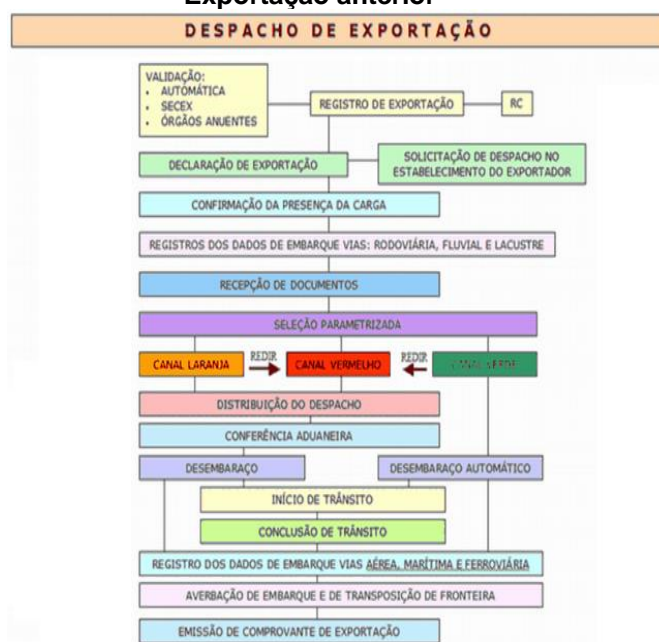 Exportação anterior
DESPACHO DE EXPORTAÇÃO
VALIDAÇÃO:
• AUTOMÁTICA
• SECEX
• ÓRGÃOS ANUENTES
REGISTRO DE EXPORTAÇÃO
RC
DECLARAÇÃO DE EXPORTAÇÃO
SOLICITAÇÃO DE DESPACHO NO
ESTABELECIMENTO DO EXPORTADOR
CONFIRMAÇÃO DA PRESENÇA DA CARGA
REGISTROS DOS DADOS DE EMBARQUE VIAS: RODOVIÁRIA, FLUVIAL E LACUSTRE
RECEPÇÃO DE DOCUMENTOS
SELEÇÃO PARAMETRIZADA
CANAL LARANJA
REDIR
CANAL VERMELHO
REDIR
CANAL VERDE
DISTRIBUIÇÃO DO DESPACHO
CONFERÊNCIA ADUANEIRA
DESEMBARAÇO
DESEMBARAÇO AUTOMÁTICO
INÍCIO DE TRÂNSITO
CONCLUSÃO DE TRÂNSITO
REGISTRO DOS DADOS DE EMBARQUE VIAS AÉREA, MARÍTIMA E FERROVIÁRIA
AVERBAÇÃO DE EMBARQUE E DE TRANSPOSIÇÃO DE FRONTEIRA
EMISSÃO DE COMPROVANTE DE EXPORTAÇÃO